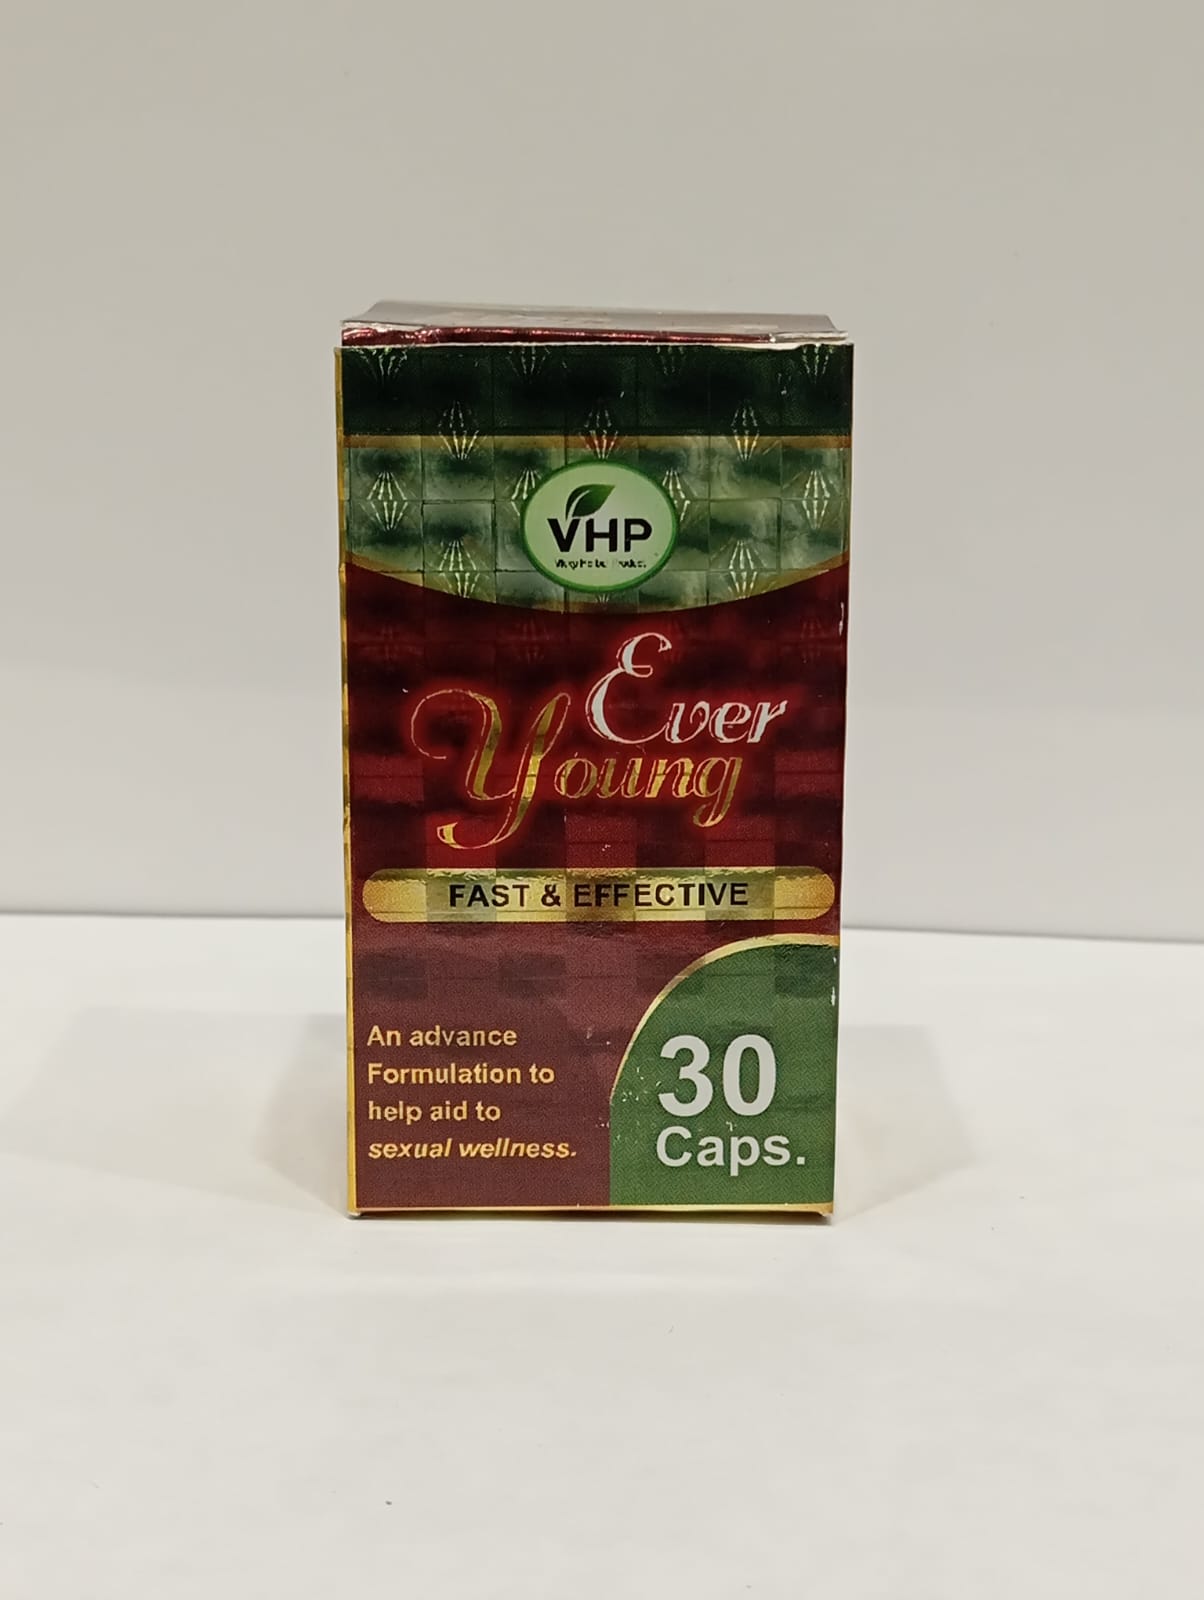 VHP
Ever
Young
FAST & EFFECTIVE
An advance
Formulation to
help aid to
sexual wellness.
30
Caps.